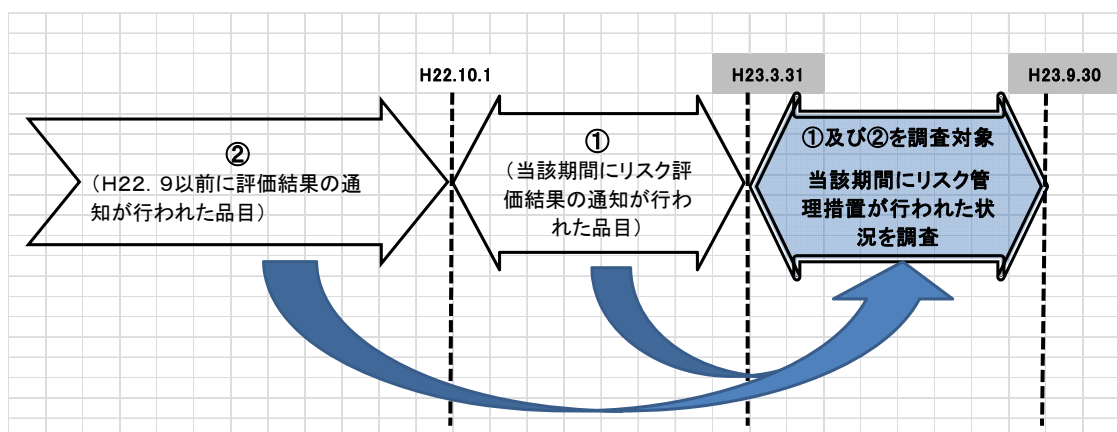 H22.10.1
H23.3.31
H23.9.30
②
（H22．9以前に評価結果の通
知が行われた品目）
①
（当該期間にリスク評
価結果の通知が行わ
れた品目）
①及び②を調査対象
当該期間にリスク管
理措置が行われた状
況を調査